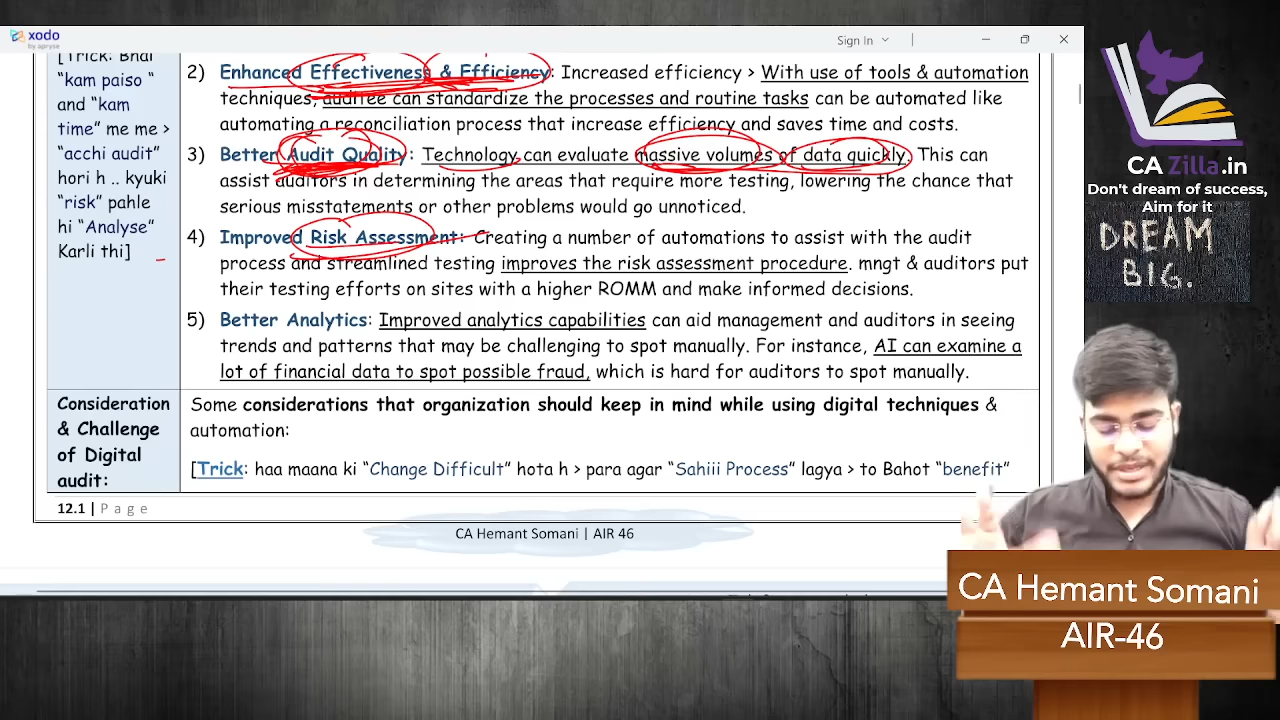 xodo
by apryse
Sign In
[Trick: Bhai
"kam paiso "
and "kam
time" me me >
"acchi audit"
hori h .. kyuki
"risk" pahle
hi "Analyse"
Karli thi]
2) Enhanced Effectiveness & Efficiency: Increased efficiency > With use of tools & automation
techniques, auditee can standardize the processes and routine tasks can be automated like
automating a reconciliation process that increase efficiency and saves time and costs.
3) Better Audit Quality: Technology can evaluate massive volumes of data quickly. This can
assist auditors in determining the areas that require more testing, lowering the chance that
serious misstatements or other problems would go unnoticed.
4) Improved Risk Assessment: Creating a number of automations to assist with the audit
process and streamlined testing improves the risk assessment procedure. mngt & auditors put
their testing efforts on sites with a higher ROMM and make informed decisions.
5) Better Analytics: Improved analytics capabilities can aid management and auditors in seeing
trends and patterns that may be challenging to spot manually. For instance, AI can examine a
lot of financial data to spot possible fraud, which is hard for auditors to spot manually.
Consideration
& Challenge
of Digital
audit:
Some considerations that organization should keep in mind while using digital techniques &
automation:
[Trick: haa maana ki "Change Difficult" hota h > para agar "Sahiii Process" lagya > to Bahot "benefit"
12.1 | Page
CA Hemant Somani | AIR 46
CA Zilla.in
Don't dream of success,
Aim for it
DREAM
BIG.
CA Hemant Somani
AIR-46